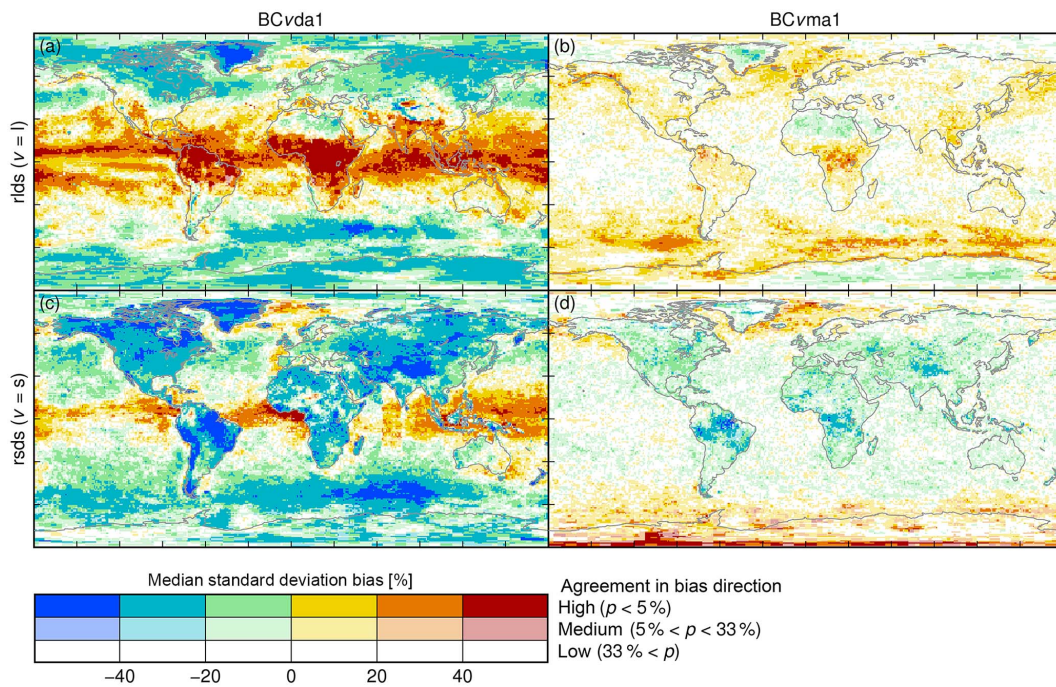 BCvda1
BCvma1
(a)
(b)
rlds (v = l)
(c)
(d)
rsds (v = s)
Median standard deviation bias [%]
Agreement in bias direction
High (p < 5 %)
Medium (5 % < p < 33 %)
Low (33 % < p)
−40 −20 0 20 40